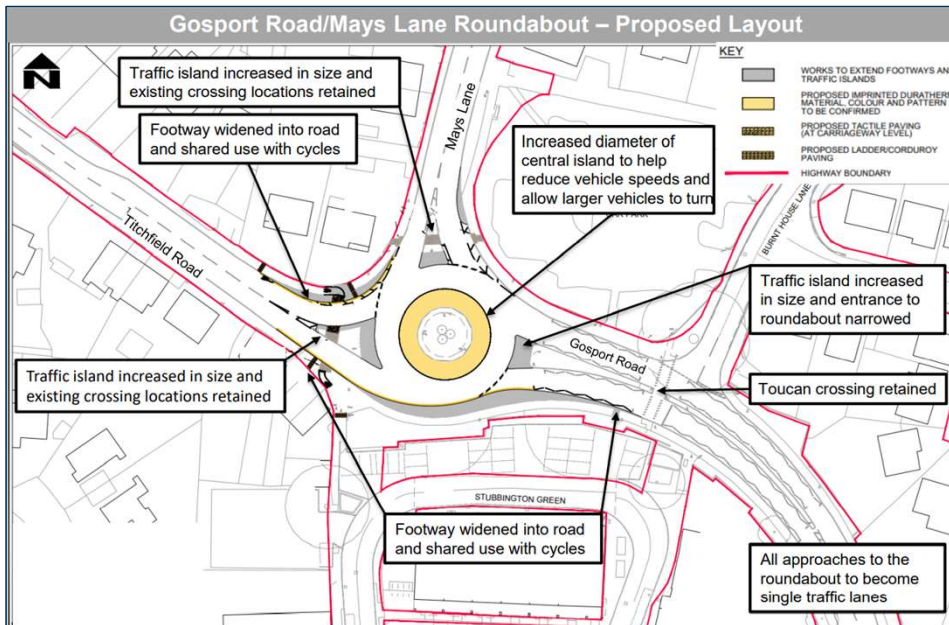 Gosport Road/Mays Lane Roundabout – Proposed Layout
N
Traffic island increased in size and
existing crossing locations retained
Footway widened into road
and shared use with cycles
Mays Lane
Increased diameter of
central island to help
reduce vehicle speeds and
allow larger vehicles to turn
KEY
WORKS TO EXTEND FOOTWAYS AN
TRAFFIC ISLANDS
PROPOSED IMPRINTED DURATHER
MATERIAL, COLOUR AND PATTERN
TO BE CONFIRMED
PROPOSED TACTILE PAVING
(AT CARRIAGEWAY LEVEL)
PROPOSED LADDER/CORDUROY
PAVING
HIGHWAY BOUNDARY
BURNT HOUSE LANE
PARK
Titchfield Road
Traffic island increased
in size and entrance to
roundabout narrowed
Gosport Road
Toucan crossing retained
Traffic island increased in size and
existing crossing locations retained
STUBBINGTON GREEN
Footway widened into road
and shared use with cycles
All approaches to the
roundabout to become
single traffic lanes